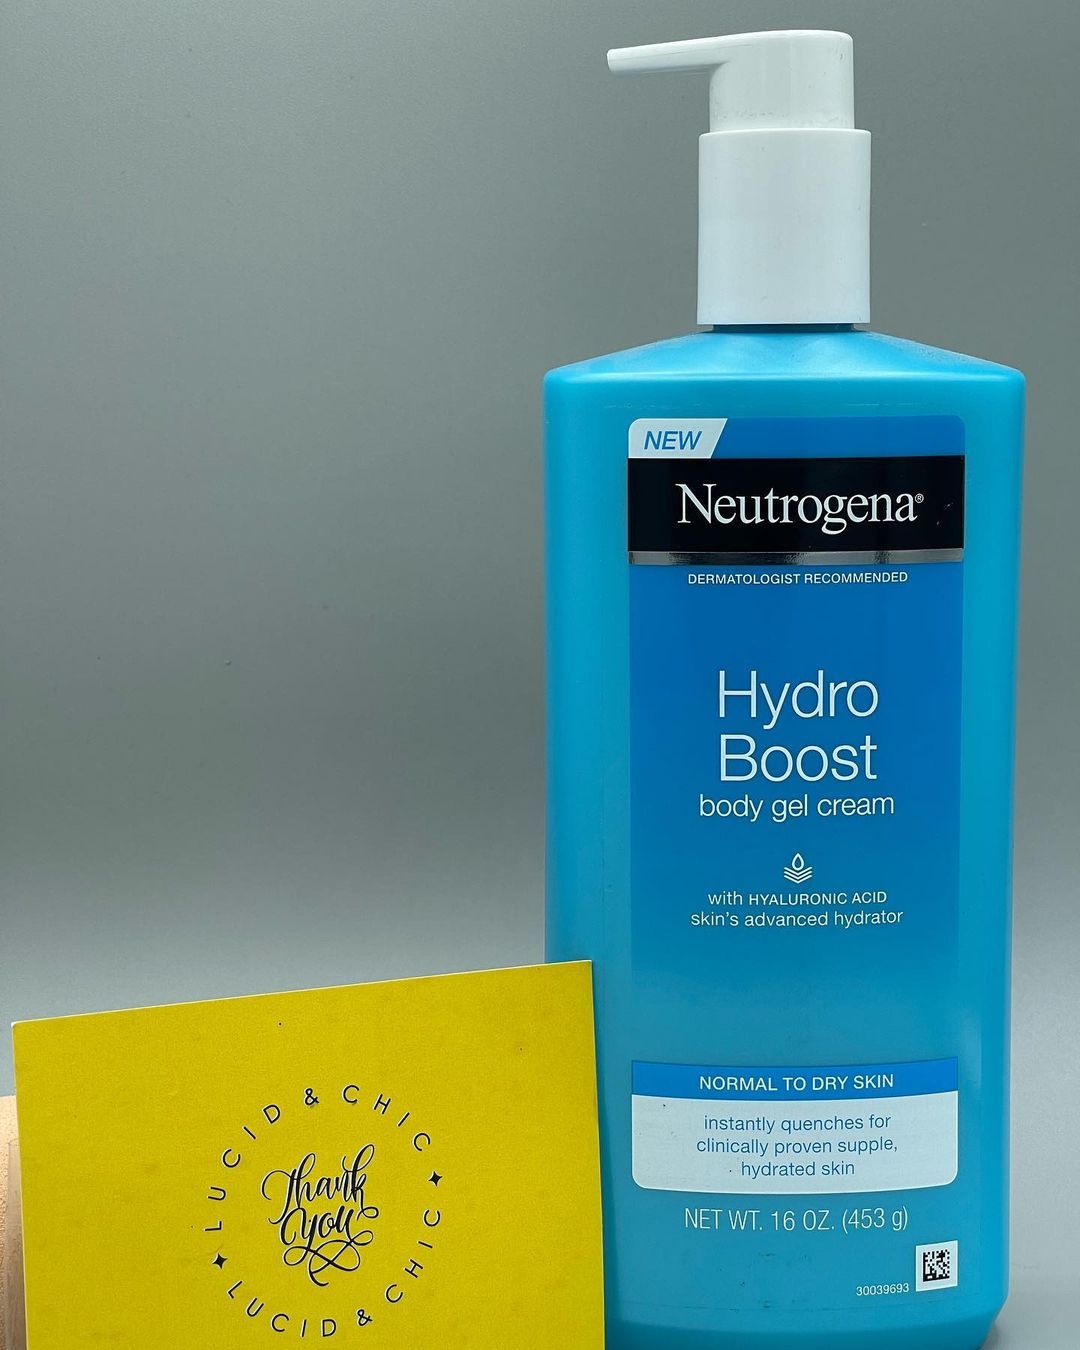 NEW
Neutrogena®
DERMATOLOGIST RECOMMENDED
Hydro
Boost
body gel cream
with HYALURONIC ACID
skin's advanced hydrator
NORMAL TO DRY SKIN
instantly quenches for
clinically proven supple,
hydrated skin
NET WT. 16 OZ. (453 g)
30039693
LUCID & CHIC
Thank
You
LUCID & CHIC